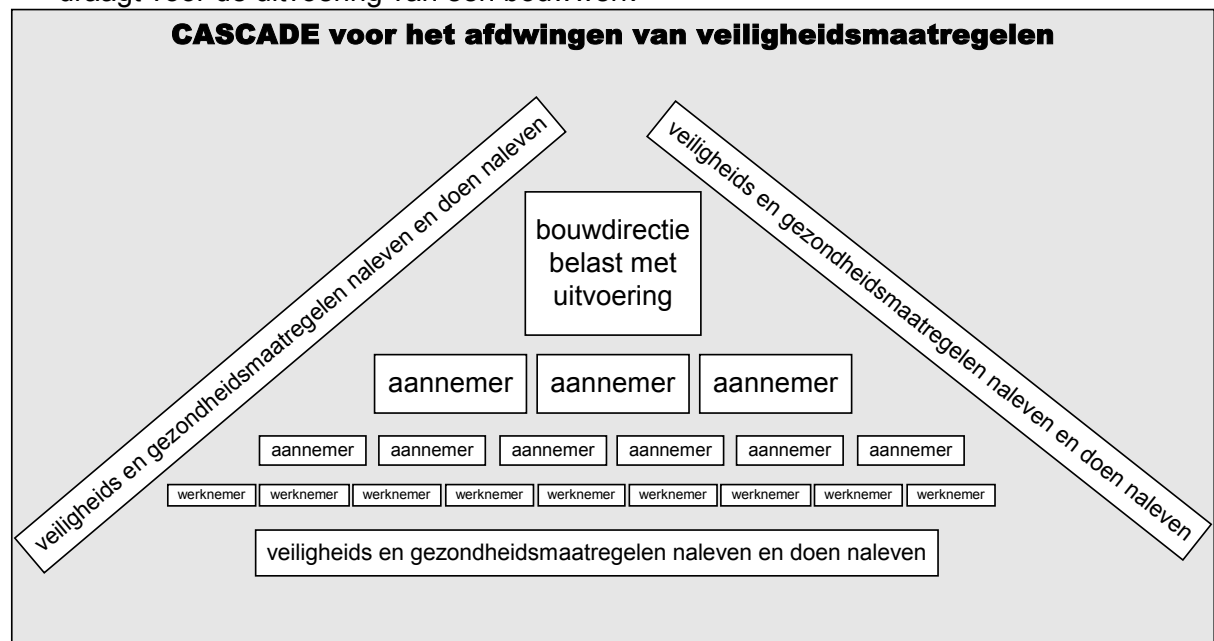 draagt voor de uitvoering van een bouwwerk.
CASCADE voor het afdwingen van veiligheidsmaatregelen
veiligheids en gezondheidsmaatregelen naleven en doen naleven
veiligheids en gezondheidsmaatregelen naleven en doen naleven
bouwdirectie
belast met
uitvoering
aannemer aannemer aannemer
aannemer aannemer aannemer aannemer aannemer aannemer
werknemer werknemer werknemer werknemer werknemer werknemer werknemer werknemer werknemer
veiligheids en gezondheidsmaatregelen naleven en doen naleven